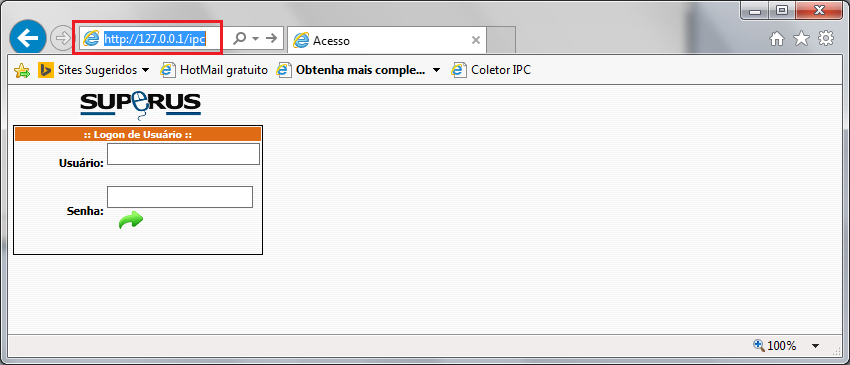 http://127.0.0.1/ipc
Acesso
Sites Sugeridos
HotMail gratuito
Obtenha mais comple...
Coletor IPC
SUPERUS
:: Logon de Usuário ::
Usuário:
Senha:
100%